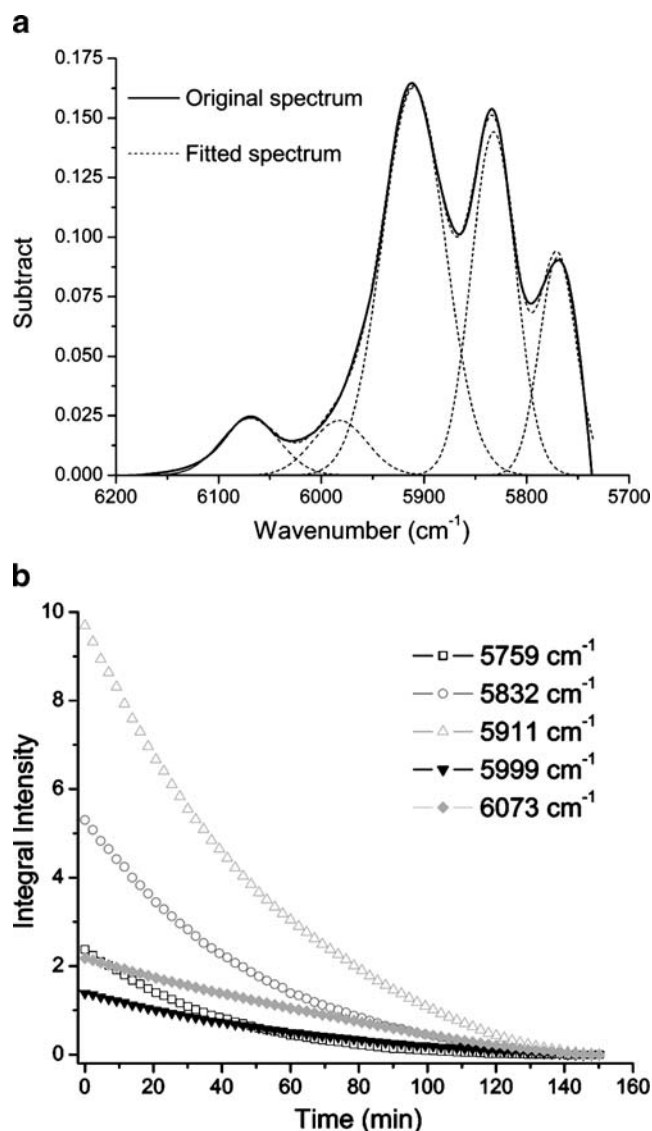 a
0.175
0.150
0.125
0.100
0.075
0.050
0.025
0.000
Subtract
Original spectrum
Fitted spectrum
6200 6100 6000 5900 5800 5700
Wavenumber (cm⁻¹)
b
10
8
6
4
2
0
Integral Intensity
5759 cm⁻¹
5832 cm⁻¹
5911 cm⁻¹
5999 cm⁻¹
6073 cm⁻¹
0 20 40 60 80 100 120 140 160
Time (min)